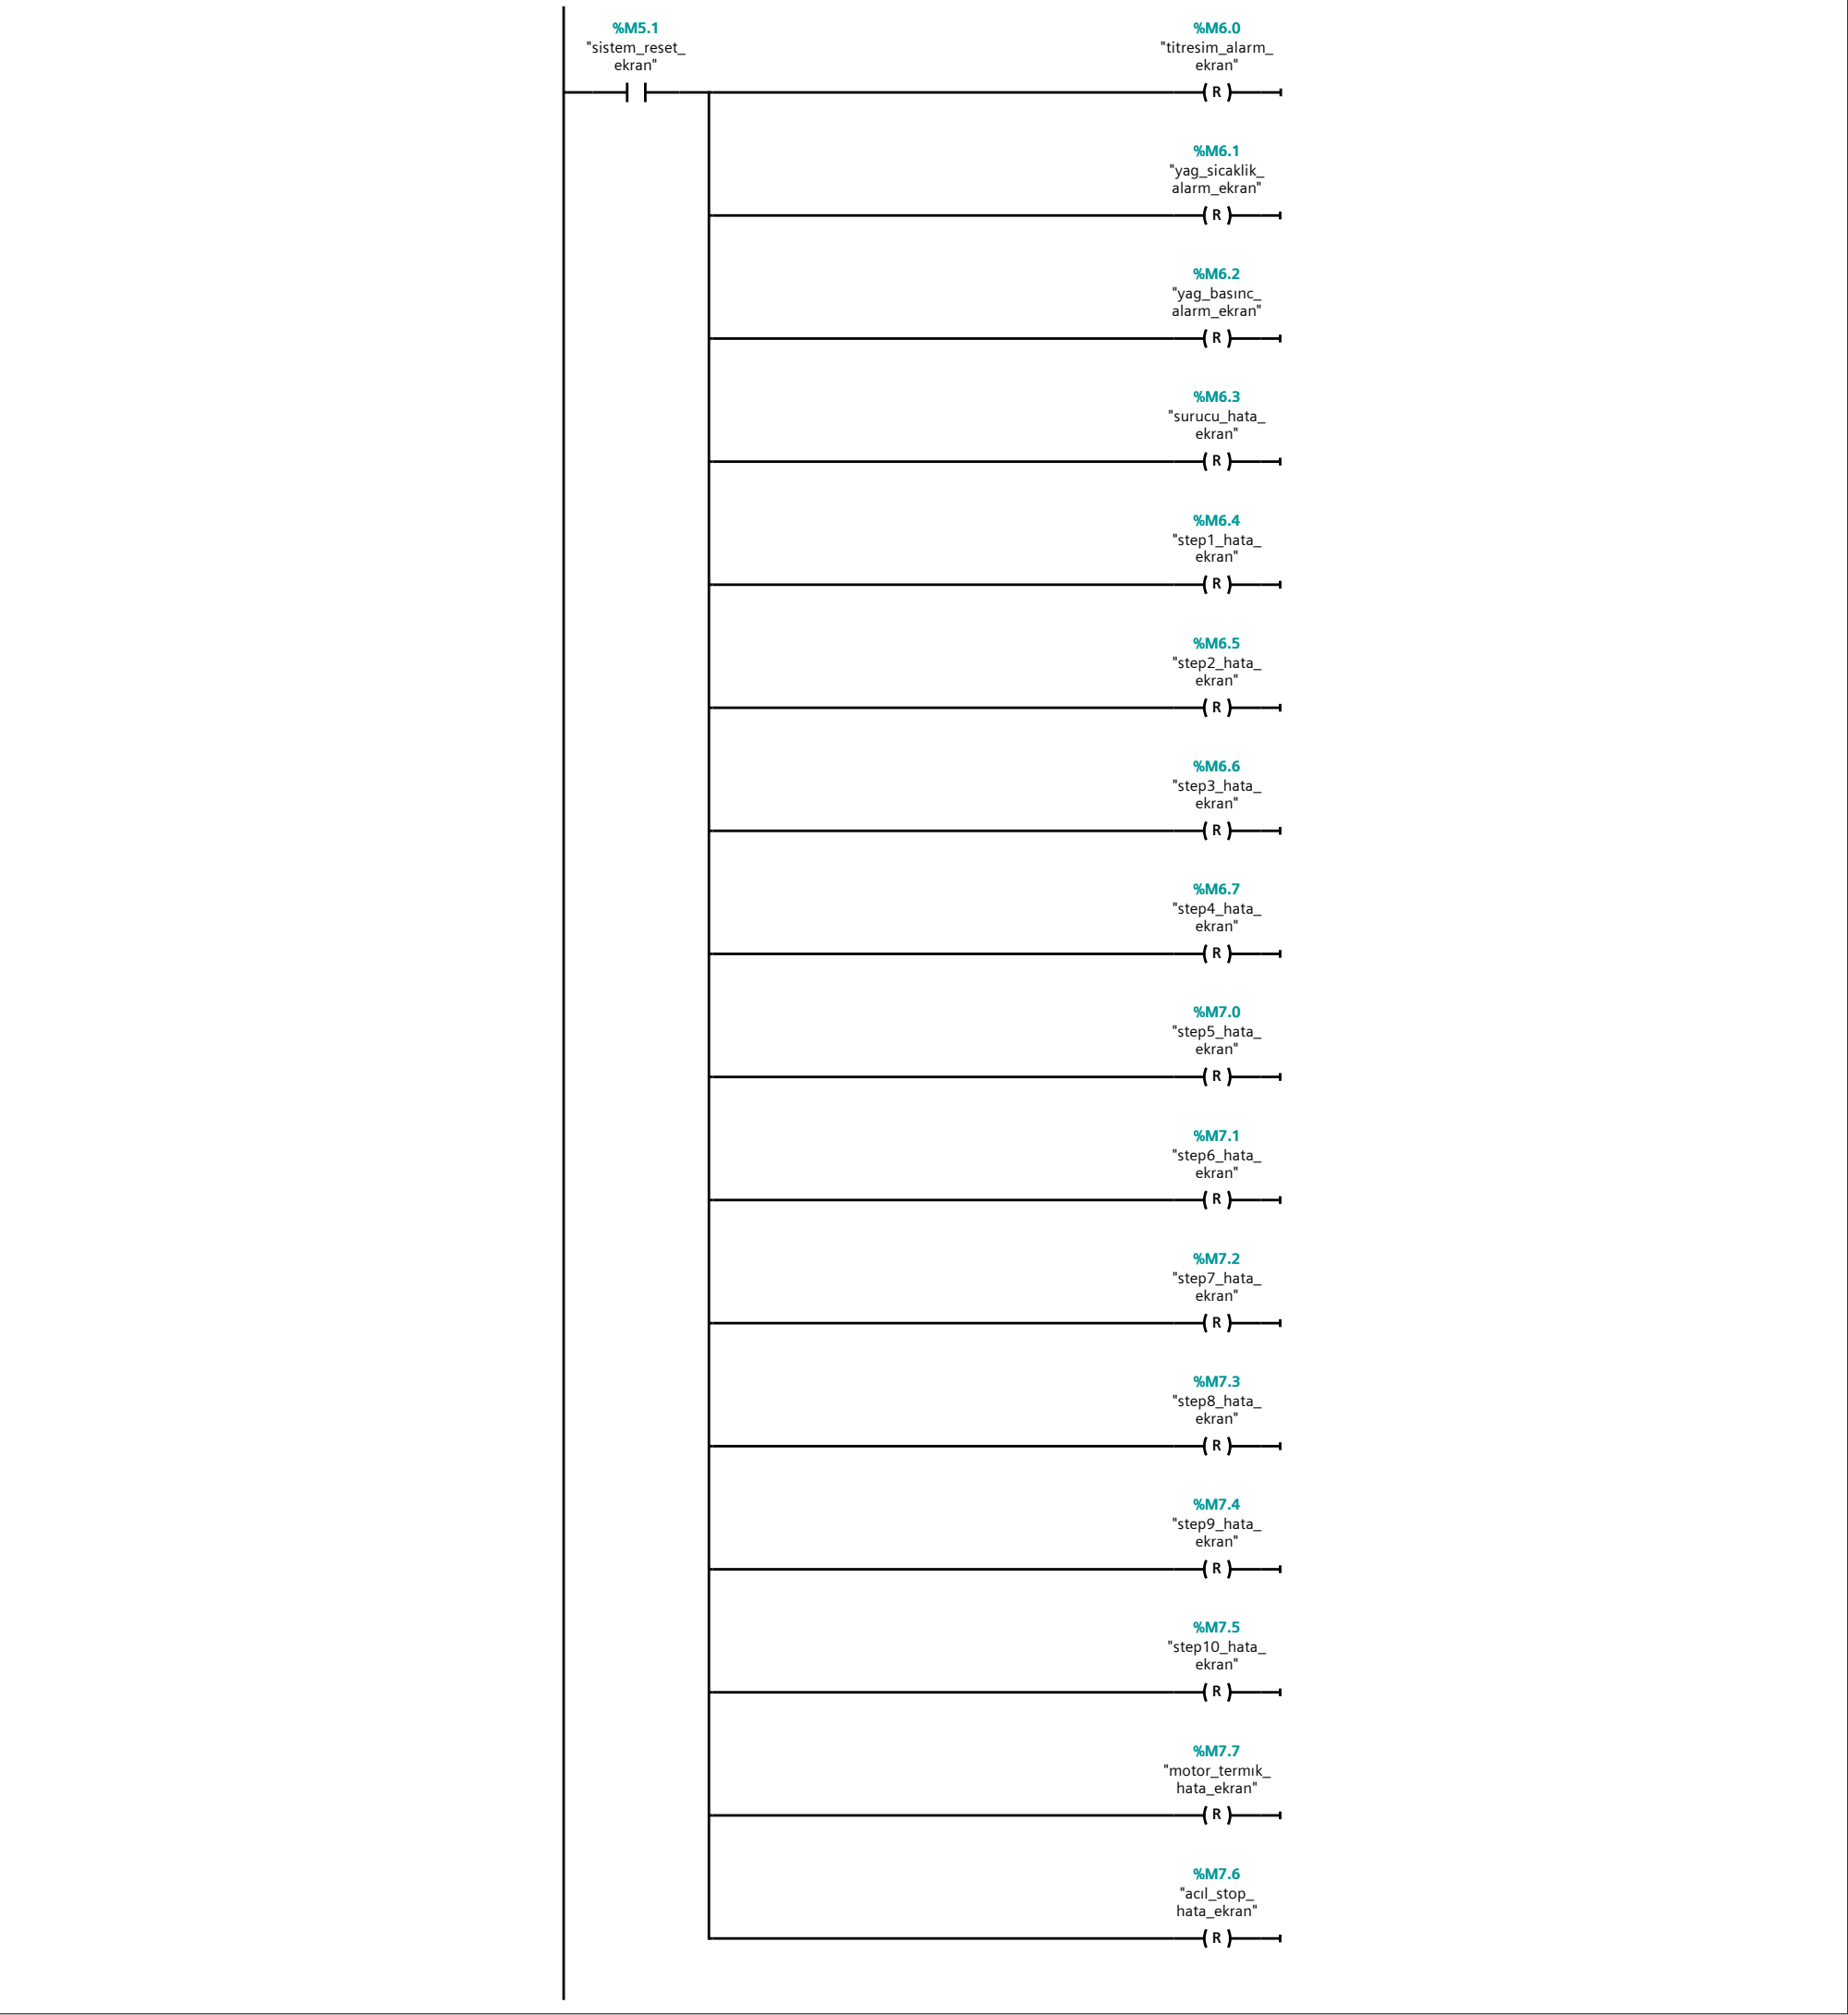 %M5.1
"sistem_reset_
ekran"
%M6.0
"titresim_alarm_
ekran"
R
%M6.1
"yag_sicaklik_
alarm_ekran"
R
%M6.2
"yag_basınc_
alarm_ekran"
R
%M6.3
"surucu_hata_
ekran"
R
%M6.4
"step1_hata_
ekran"
R
%M6.5
"step2_hata_
ekran"
R
%M6.6
"step3_hata_
ekran"
R
%M6.7
"step4_hata_
ekran"
R
%M7.0
"step5_hata_
ekran"
R
%M7.1
"step6_hata_
ekran"
R
%M7.2
"step7_hata_
ekran"
R
%M7.3
"step8_hata_
ekran"
R
%M7.4
"step9_hata_
ekran"
R
%M7.5
"step10_hata_
ekran"
R
%M7.7
"motor_termık_
hata_ekran"
R
%M7.6
"acıl_stop_
hata_ekran"
R